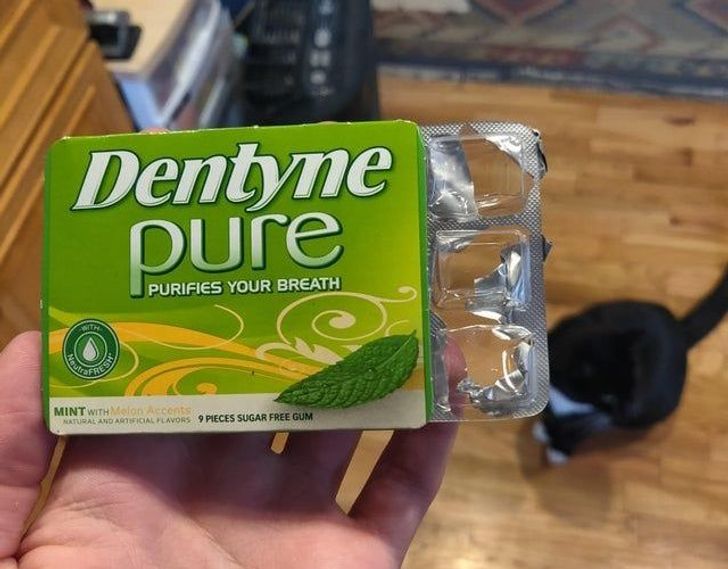 Dentyne
pure
PURIFIES YOUR BREATH
WITH
NeutraFRESH
MINT WITH Melon Accents
NATURAL AND ARTIFICIAL FLAVORS
9 PIECES SUGAR FREE GUM